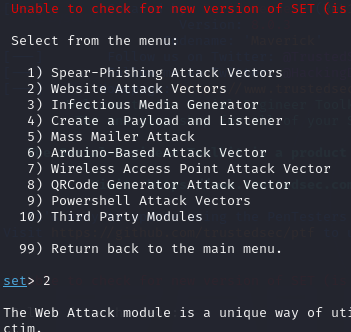 Unable to check for new version of SET (is
Select from the menu:
1) Spear-Phishing Attack Vectors
2) Website Attack Vectors
3) Infectious Media Generator
4) Create a Payload and Listener
5) Mass Mailer Attack
6) Arduino-Based Attack Vector
7) Wireless Access Point Attack Vector
8) QRCode Generator Attack Vector
9) Powershell Attack Vectors
10) Third Party Modules
99) Return back to the main menu.
set> 2
The Web Attack module is a unique way of uti
ctim.